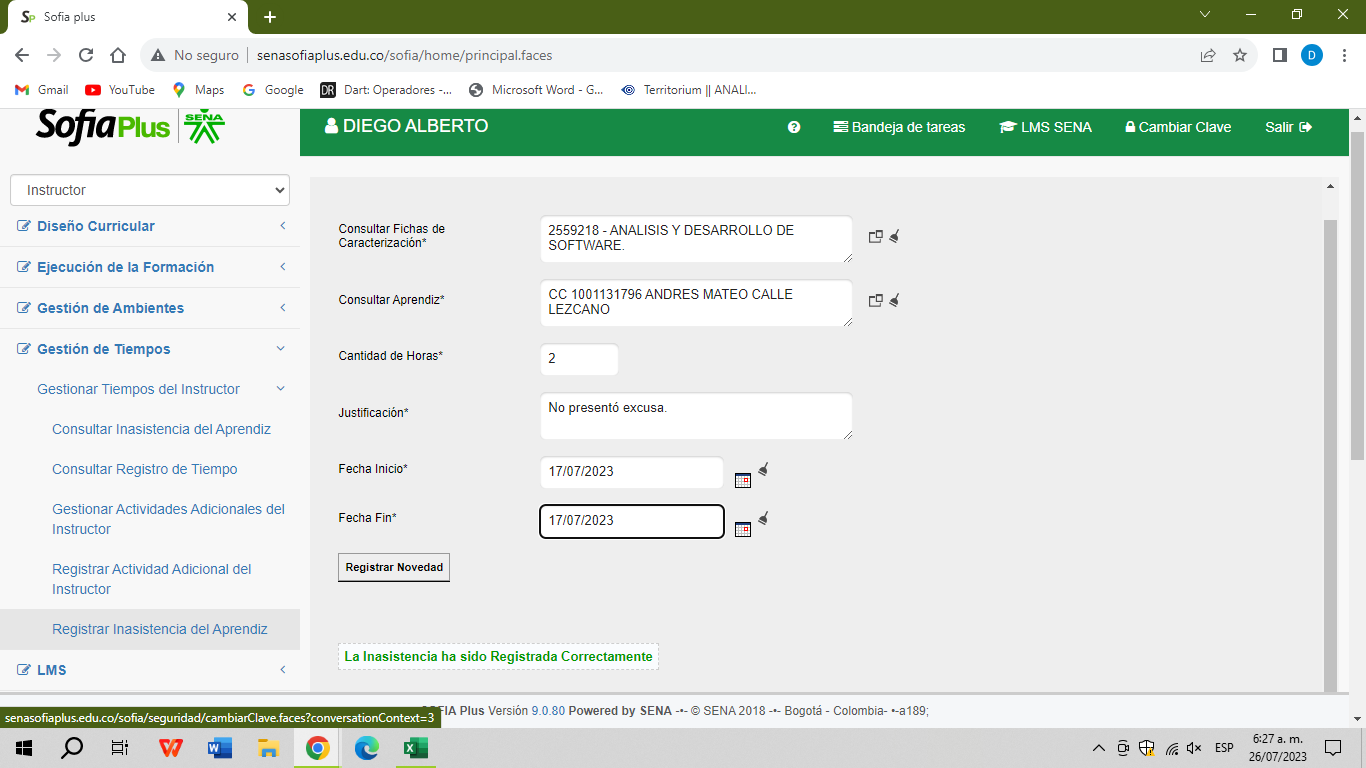 Sofia plus
No seguro
senasofiaplus.edu.co/sofia/home/principal.faces
D
Gmail
YouTube
Maps
Google
DR Dart: Operadores -...
Microsoft Word - G...
Territorium || ANALI...
Sofia Plus
SENA
DIEGO ALBERTO
Bandeja de tareas
LMS SENA
Cambiar Clave
Salir
Instructor
Diseño Curricular
Ejecución de la Formación
Gestión de Ambientes
Gestión de Tiempos
Gestionar Tiempos del Instructor
Consultar Inasistencia del Aprendiz
Consultar Registro de Tiempo
Gestionar Actividades Adicionales del
Instructor
Registrar Actividad Adicional del
Instructor
Registrar Inasistencia del Aprendiz
LMS
Consultar Fichas de
Caracterización*
2559218 - ANALISIS Y DESARROLLO DE
SOFTWARE.
Consultar Aprendiz*
CC 1001131796 ANDRES MATEO CALLE
LEZCANO
Cantidad de Horas*
2
Justificación*
No presentó excusa.
Fecha Inicio*
17/07/2023
Fecha Fin*
17/07/2023
Registrar Novedad
La Inasistencia ha sido Registrada Correctamente
senasofiaplus.edu.co/sofia/seguridad/cambiarClave.faces?conversationContext=3
FIA Plus Versión 9.0.80 Powered by SENA -•- © SENA 2018 -•- Bogotá - Colombia- •-a189;
ESP
6:27 a. m.
26/07/2023